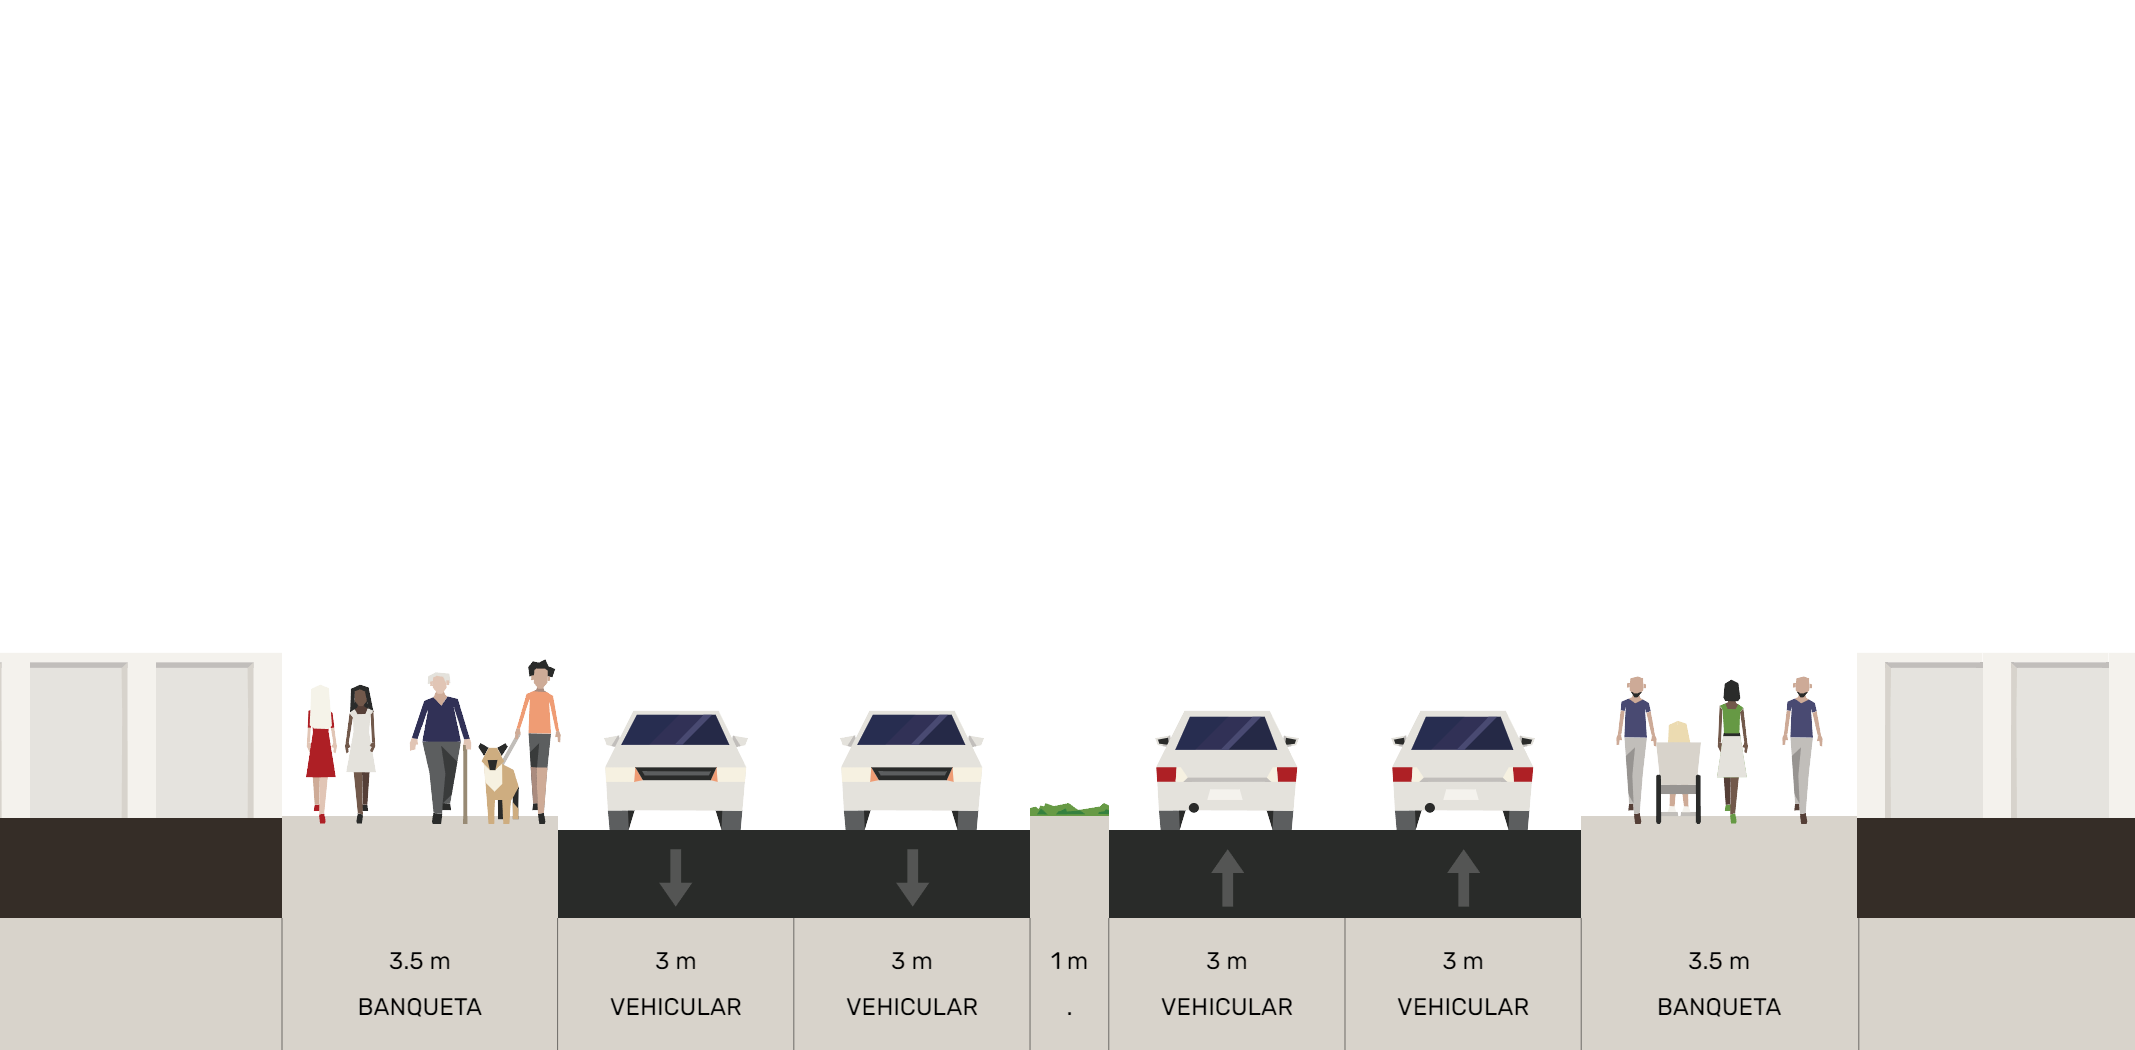 3.5 m
BANQUETA
3 m
VEHICULAR
3 m
VEHICULAR
1 m
.
3 m
VEHICULAR
3 m
VEHICULAR
3.5 m
BANQUETA